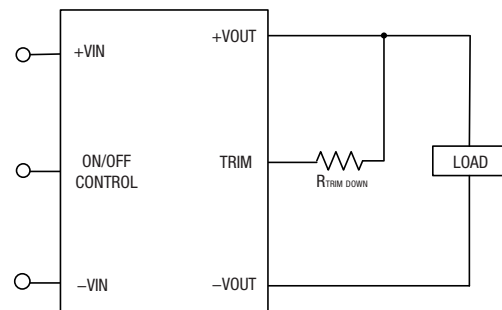 +VIN
+VOUT
ON/OFF
CONTROL
TRIM
RTRIM DOWN
LOAD
−VIN
−VOUT